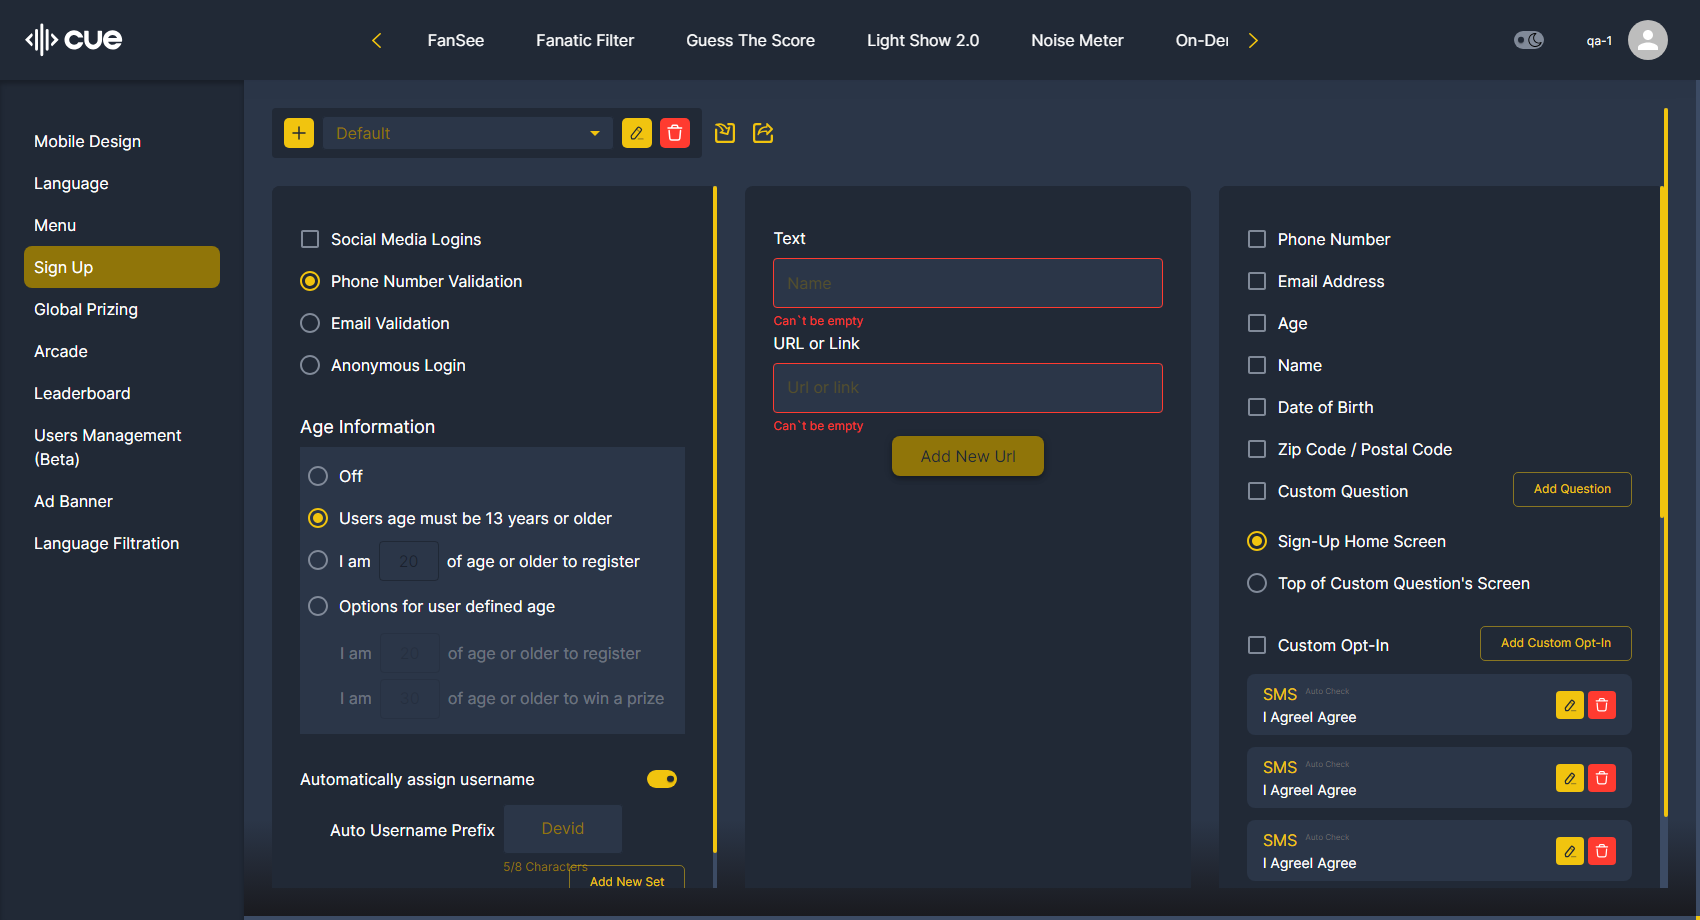 cue
FanSee
Fanatic Filter
Guess The Score
Light Show 2.0
Noise Meter
On-Der
qa-1
Mobile Design
Language
Menu
Sign Up
Global Prizing
Arcade
Leaderboard
Users Management
(Beta)
Ad Banner
Language Filtration
Default
Social Media Logins
Phone Number Validation
Email Validation
Anonymous Login
Age Information
Off
Users age must be 13 years or older
I am 20 of age or older to register
Options for user defined age
I am 20 of age or older to register
I am 30 of age or older to win a prize
Automatically assign username
Auto Username Prefix Devid
5/8 Characters
Add New Set
Text
Name
Can`t be empty
URL or Link
Url or link
Can`t be empty
Add New Url
Phone Number
Email Address
Age
Name
Date of Birth
Zip Code / Postal Code
Custom Question
Add Question
Sign-Up Home Screen
Top of Custom Question's Screen
Custom Opt-In
Add Custom Opt-In
SMS Auto Check
I AgreeI Agree
SMS Auto Check
I AgreeI Agree
SMS Auto Check
I AgreeI Agree